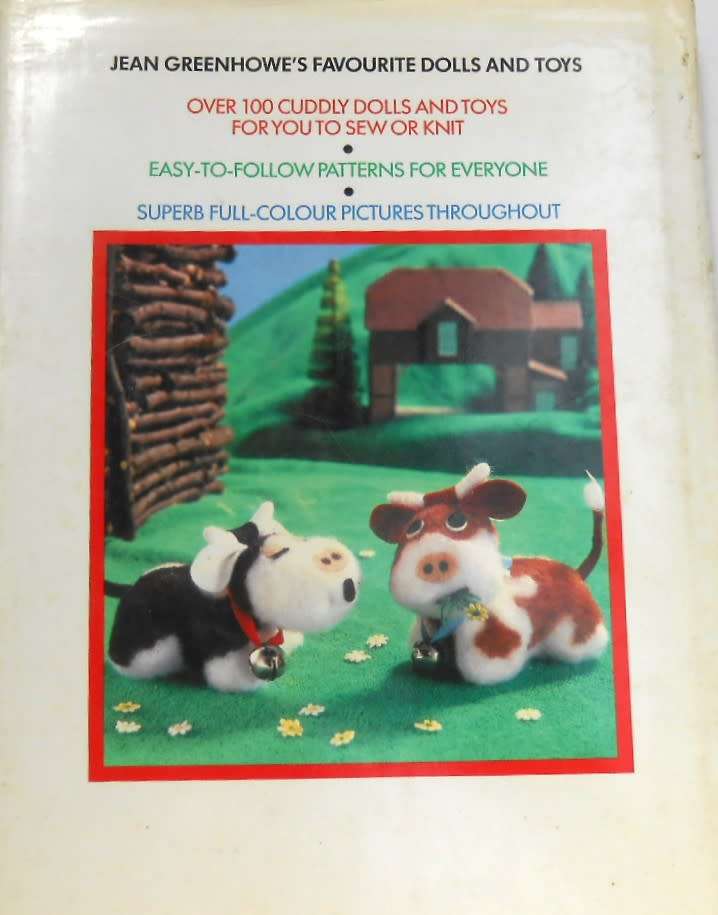 JEAN GREENHOWE'S FAVOURITE DOLLS AND TOYS
OVER 100 CUDDLY DOLLS AND TOYS
FOR YOU TO SEW OR KNIT
•
EASY-TO-FOLLOW PATTERNS FOR EVERYONE
•
SUPERB FULL-COLOUR PICTURES THROUGHOUT